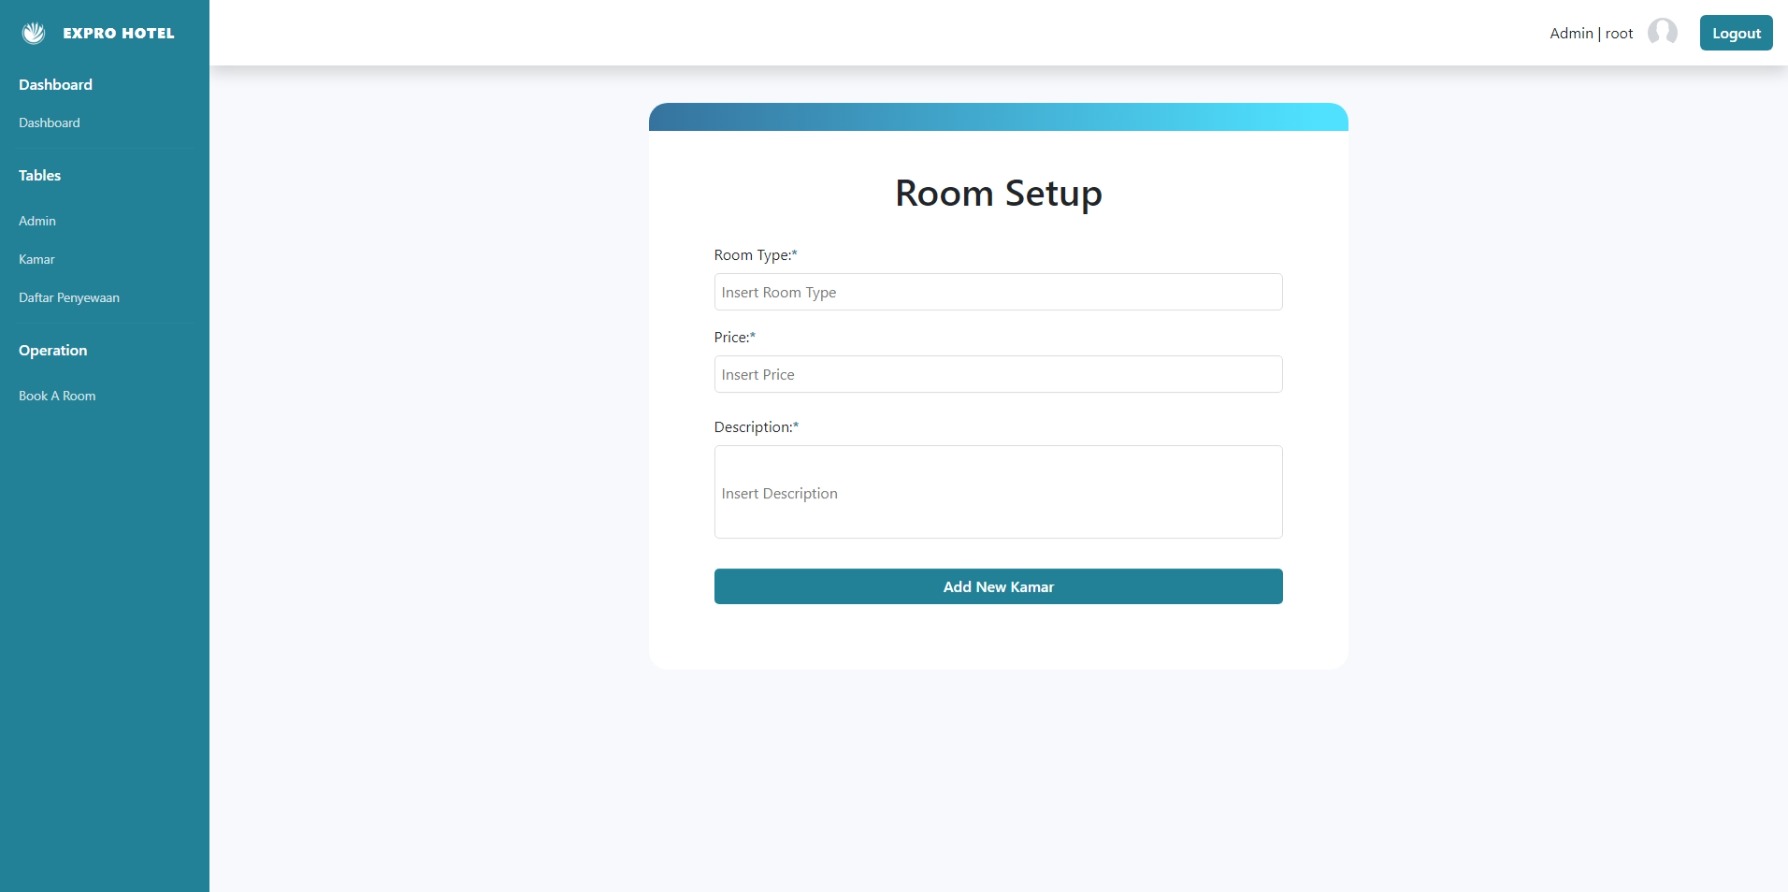 EXPRO HOTEL
Admin | root
Logout
Dashboard
Dashboard
Tables
Admin
Kamar
Daftar Penyewaan
Operation
Book A Room
Room Setup
Room Type:*
Insert Room Type
Price:*
Insert Price
Description:*
Insert Description
Add New Kamar